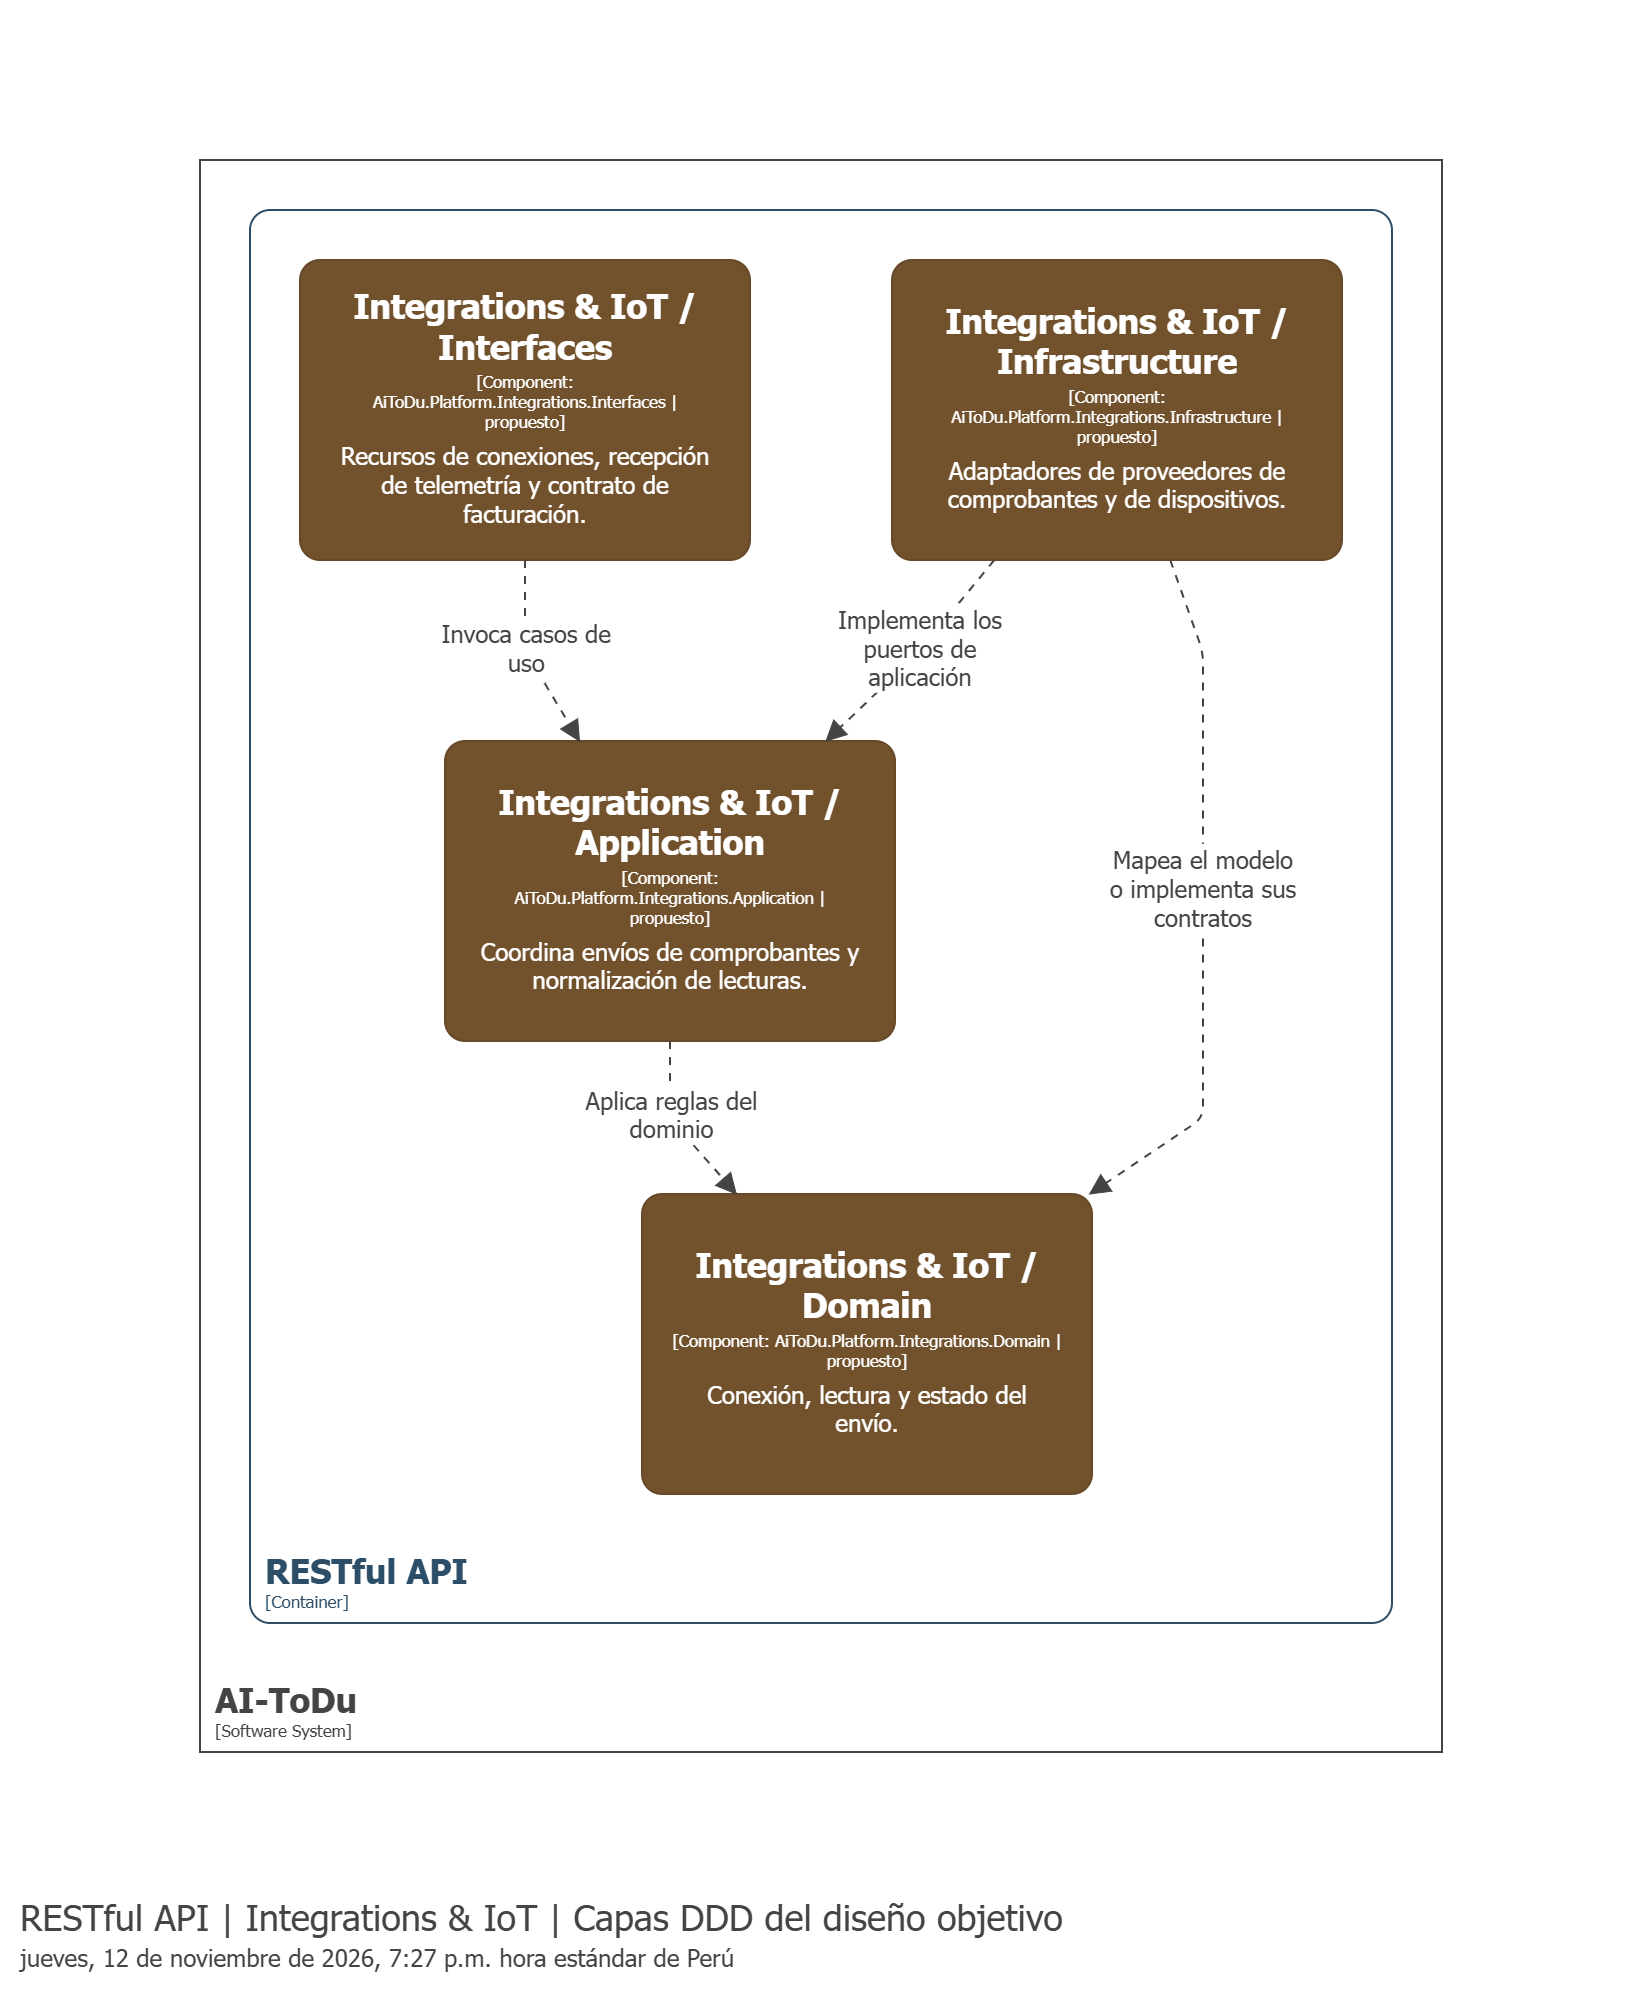 Integrations & IoT /
Interfaces
[Component:
AiToDu.Platform.Integrations.Interfaces |
propuesto]
Recursos de conexiones, recepción
de telemetría y contrato de
facturación.
Integrations & IoT /
Infrastructure
[Component:
AiToDu.Platform.Integrations.Infrastructure |
propuesto]
Adaptadores de proveedores de
comprobantes y de dispositivos.
Invoca casos de
uso
Implementa los
puertos de
aplicación
Integrations & IoT /
Application
[Component:
AiToDu.Platform.Integrations.Application |
propuesto]
Coordina envíos de comprobantes y
normalización de lecturas.
Mapea el modelo
o implementa sus
contratos
Aplica reglas del
dominio
Integrations & IoT /
Domain
[Component: AiToDu.Platform.Integrations.Domain |
propuesto]
Conexión, lectura y estado del
envío.
RESTful API
[Container]
AI-ToDu
[Software System]
RESTful API | Integrations & IoT | Capas DDD del diseño objetivo
jueves, 12 de noviembre de 2026, 7:27 p.m. hora estándar de Perú